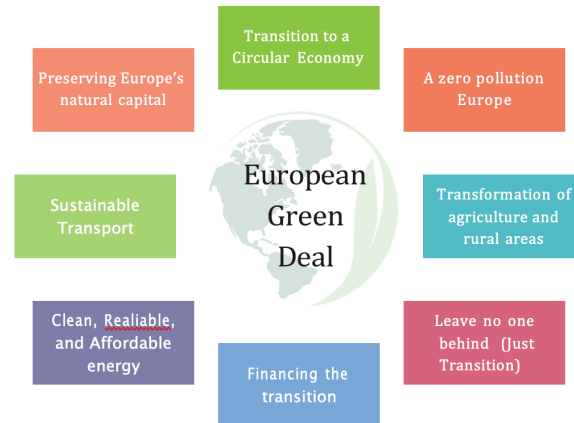 Transition to a
Circular Economy
Preserving Europe's
natural capital
A zero pollution
Europe
European
Green
Deal
Sustainable
Transport
Transformation of
agriculture and
rural areas
Clean, Realiable,
and Affordable
energy
Leave no one
behind (Just
Transition)
Financing the
transition